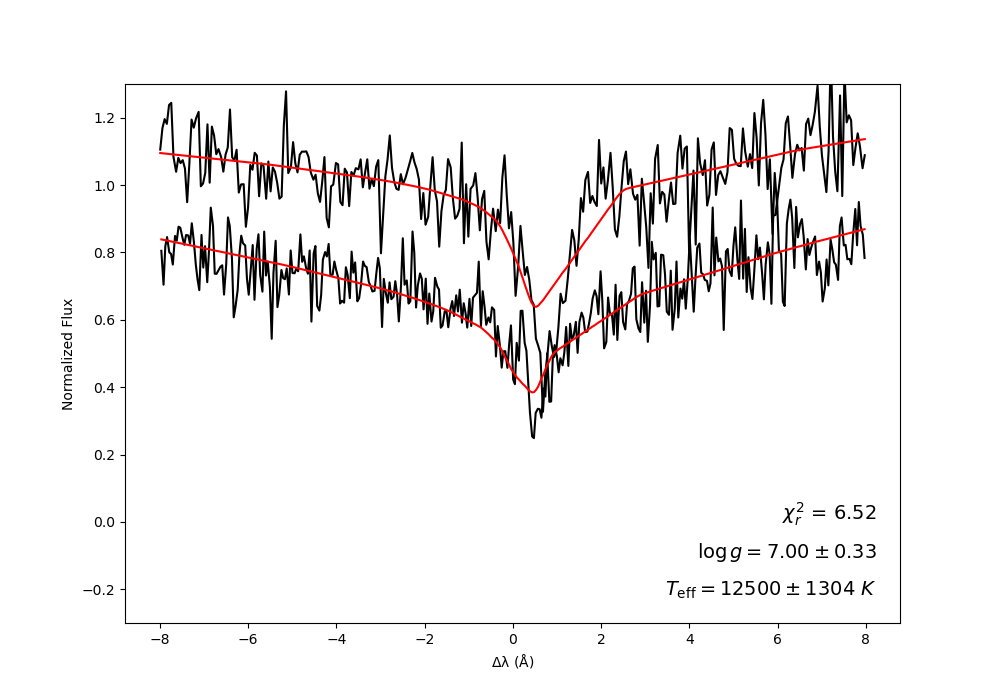 1.2
1.0
0.8
0.6
0.4
0.2
0.0
−0.2
Normalized Flux
χ²ᵣ = 6.52
log g = 7.00 ± 0.33
T_eff = 12500 ± 1304 K
−8 −6 −4 −2 0 2 4 6 8
Δλ (Å)